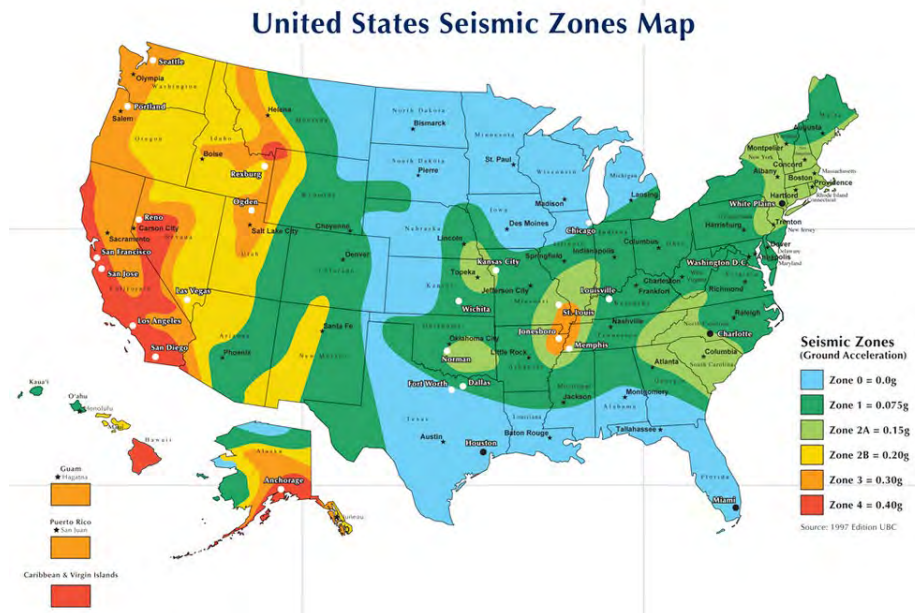 United States Seismic Zones Map
Seattle
Olympia
Washington
Portland
Salem
Oregon
Idaho
Boise
Helena
Montana
Rexburg
Ogden
Salt Lake City
Utah
Wyoming
Cheyenne
North Dakota
Bismarck
South Dakota
Pierre
Nebraska
Lincoln
Minnesota
St. Paul
Wisconsin
Madison
Michigan
Lansing
Iowa
Des Moines
Chicago
Illinois
Springfield
Indiana
Indianapolis
Columbus
Maine
Augusta
Montpelier
Concord
New York
Albany
Boston
Massachusetts
Hartford
Providence
Rhode Island
Connecticut
White Plains
Trenton
New Jersey
Harrisburg
Dover
Delaware
Annapolis
Maryland
Washington D.C.
Charleston
Richmond
Virginia
Frankfort
Louisville
Kentucky
Reno
Carson City
Nevada
Sacramento
San Francisco
San Jose
California
Las Vegas
Los Angeles
San Diego
Arizona
Phoenix
Denver
Colorado
Santa Fe
New Mexico
Kansas City
Topeka
Kansas
Wichita
Jefferson City
Missouri
St. Louis
Jonesboro
Memphis
Nashville
Tennessee
Raleigh
North Carolina
Charlotte
Columbia
South Carolina
Atlanta
Georgia
Oklahoma
Oklahoma City
Norman
Little Rock
Arkansas
Fort Worth
Dallas
Texas
Austin
Houston
Louisiana
Baton Rouge
Mississippi
Jackson
Alabama
Montgomery
Tallahassee
Florida
Miami
Kaua'i
O'ahu
Honolulu
Maui
Hawaii
Alaska
Anchorage
Juneau
Guam
Hagatna
Puerto Rico
San Juan
Caribbean & Virgin Islands
Seismic Zones
(Ground Acceleration)
Zone 0 = 0.0g
Zone 1 = 0.075g
Zone 2A = 0.15g
Zone 2B = 0.20g
Zone 3 = 0.30g
Zone 4 = 0.40g
Source: 1997 Edition UBC